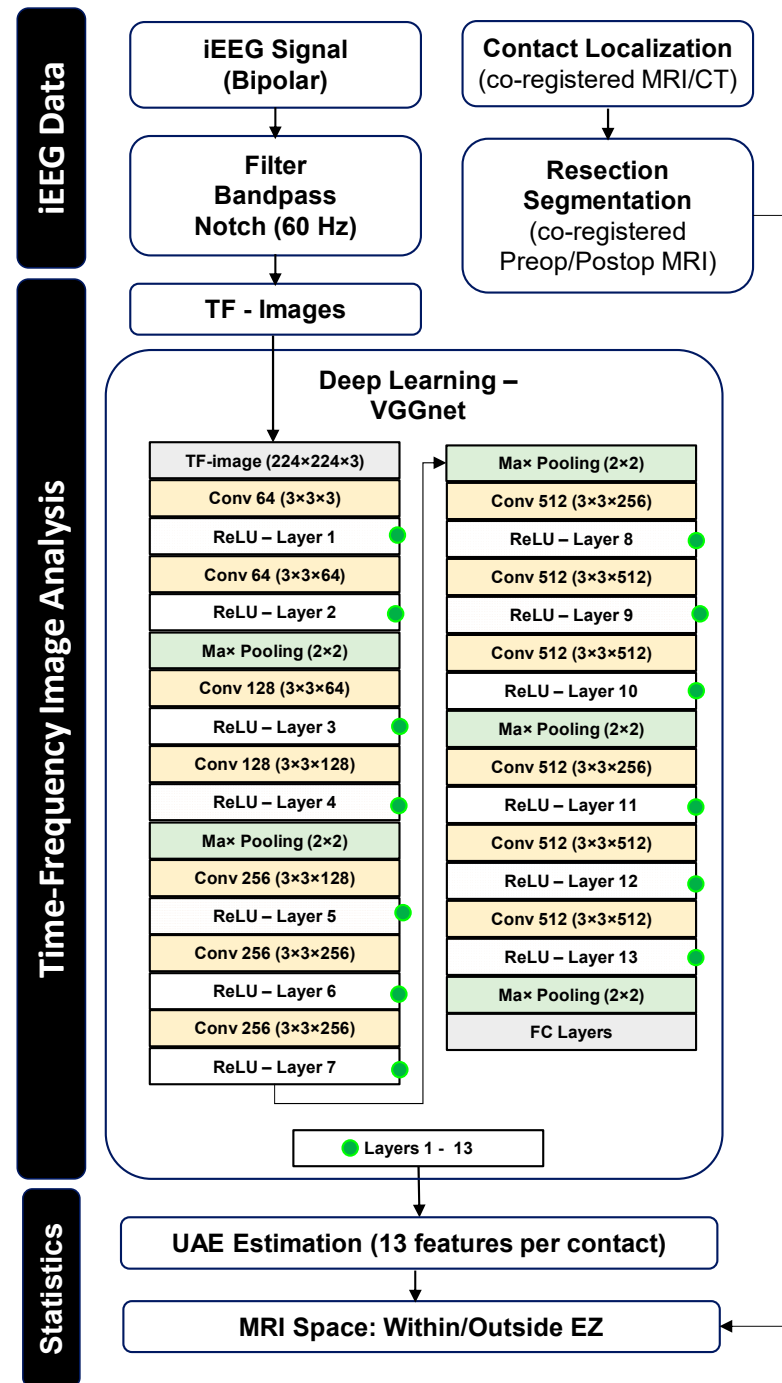 iEEG Data
iEEG Signal
(Bipolar)
Filter
Bandpass
Notch (60 Hz)
Contact Localization
(co-registered MRI/CT)
Resection
Segmentation
(co-registered
Preop/Postop MRI)
Time-Frequency Image Analysis
TF - Images
Deep Learning –
VGGnet
TF-image (224×224×3)
Conv 64 (3×3×3)
ReLU – Layer 1
Conv 64 (3×3×64)
ReLU – Layer 2
Ma× Pooling (2×2)
Conv 128 (3×3×64)
ReLU – Layer 3
Conv 128 (3×3×128)
ReLU – Layer 4
Ma× Pooling (2×2)
Conv 256 (3×3×128)
ReLU – Layer 5
Conv 256 (3×3×256)
ReLU – Layer 6
Conv 256 (3×3×256)
ReLU – Layer 7
Ma× Pooling (2×2)
Conv 512 (3×3×256)
ReLU – Layer 8
Conv 512 (3×3×512)
ReLU – Layer 9
Conv 512 (3×3×512)
ReLU – Layer 10
Ma× Pooling (2×2)
Conv 512 (3×3×256)
ReLU – Layer 11
Conv 512 (3×3×512)
ReLU – Layer 12
Conv 512 (3×3×512)
ReLU – Layer 13
Ma× Pooling (2×2)
FC Layers
Layers 1 - 13
Statistics
UAE Estimation (13 features per contact)
MRI Space: Within/Outside EZ